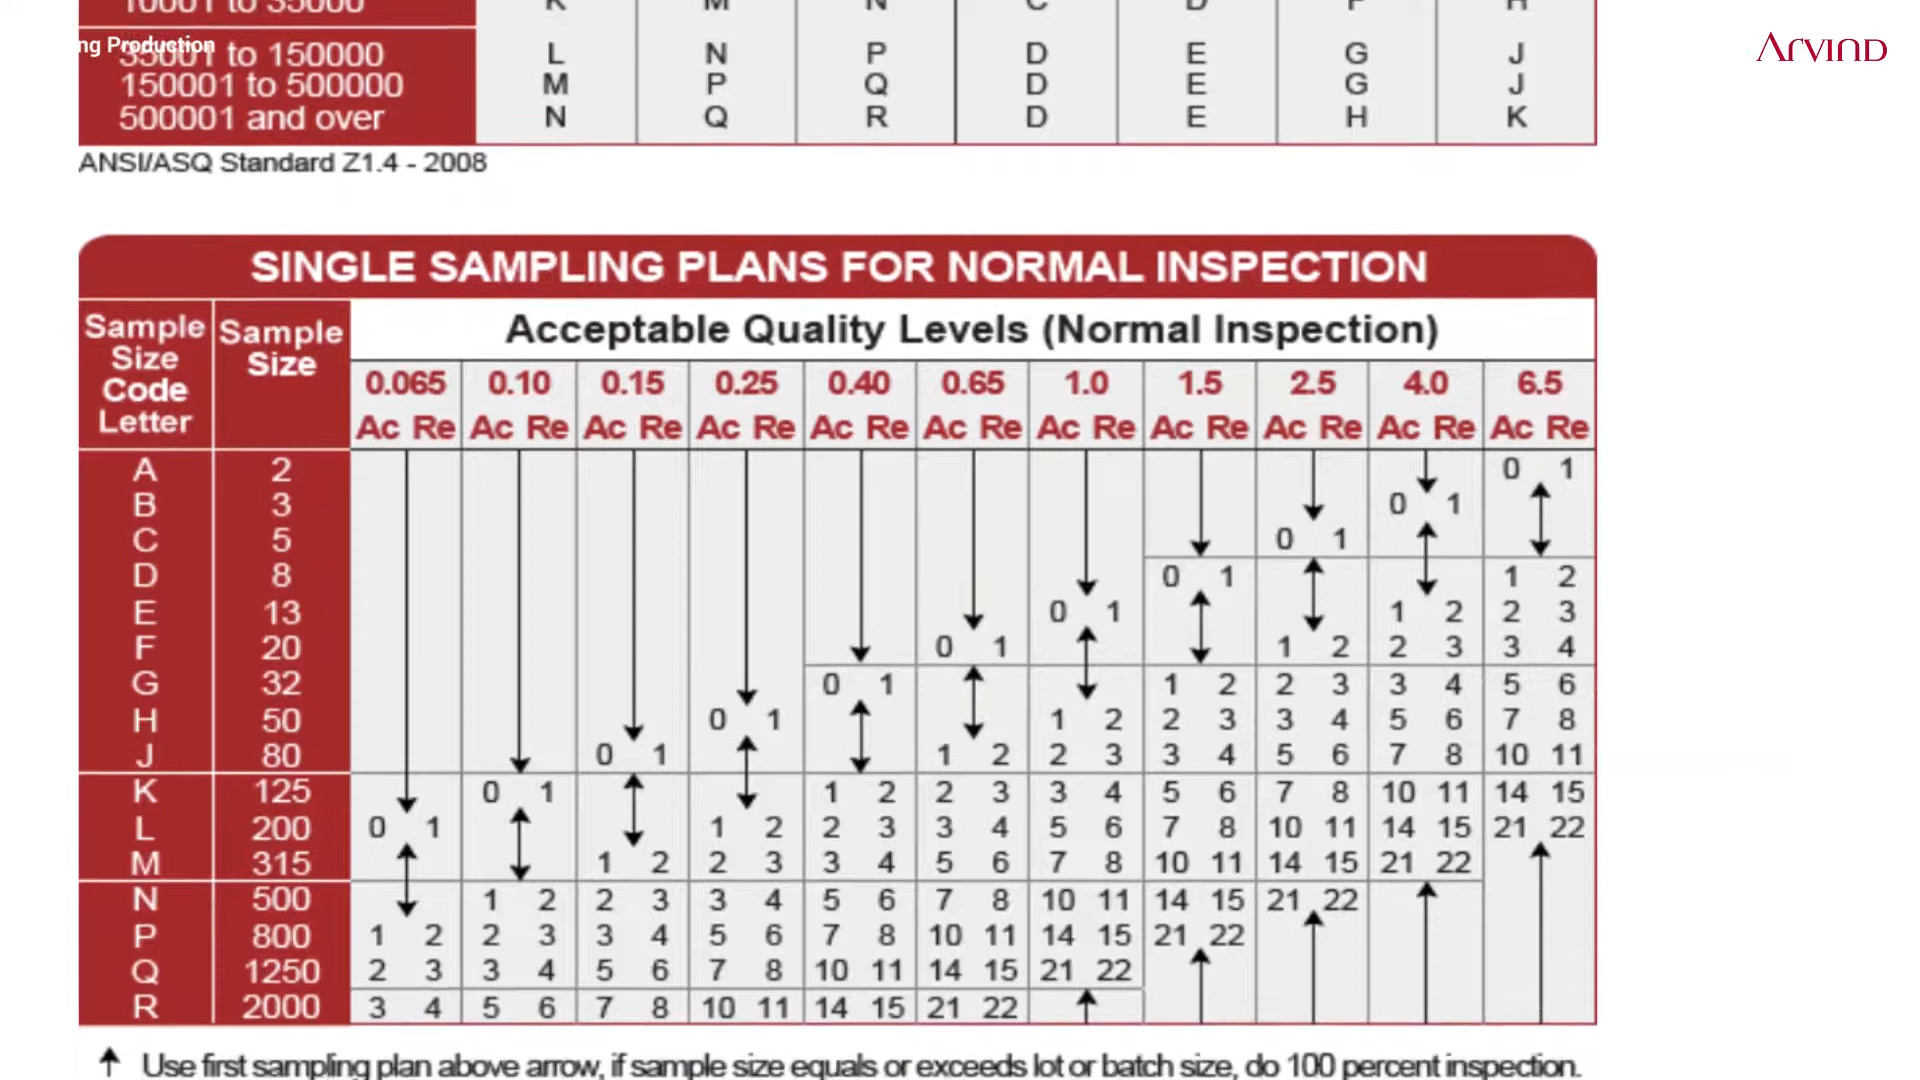 10001 to 35000 K M N C D F H
ng Production
ARVIND
35001 to 150000 L N P D E G J
150001 to 500000 M P Q D E G J
500001 and over N Q R D E H K
ANSI/ASQ Standard Z1.4 - 2008
SINGLE SAMPLING PLANS FOR NORMAL INSPECTION
Sample Size Code Letter
Sample Size
Acceptable Quality Levels (Normal Inspection)
0.065 0.10 0.15 0.25 0.40 0.65 1.0 1.5 2.5 4.0 6.5
Ac Re Ac Re Ac Re Ac Re Ac Re Ac Re Ac Re Ac Re Ac Re Ac Re Ac Re
A 2 0 1
B 3 0 1
C 5 0 1
D 8 0 1 1 2
E 13 0 1 1 2 2 3
F 20 0 1 1 2 2 3 3 4
G 32 0 1 1 2 2 3 3 4 5 6
H 50 0 1 1 2 2 3 3 4 5 6 7 8
J 80 0 1 1 2 2 3 3 4 5 6 7 8 10 11
K 125 0 1 1 2 2 3 3 4 5 6 7 8 10 11 14 15
L 200 0 1 1 2 2 3 3 4 5 6 7 8 10 11 14 15 21 22
M 315 1 2 2 3 3 4 5 6 7 8 10 11 14 15 21 22
N 500 1 2 2 3 3 4 5 6 7 8 10 11 14 15 21 22
P 800 1 2 2 3 3 4 5 6 7 8 10 11 14 15 21 22
Q 1250 2 3 3 4 5 6 7 8 10 11 14 15 21 22
R 2000 3 4 5 6 7 8 10 11 14 15 21 22
Use first sampling plan above arrow, if sample size equals or exceeds lot or batch size, do 100 percent inspection.